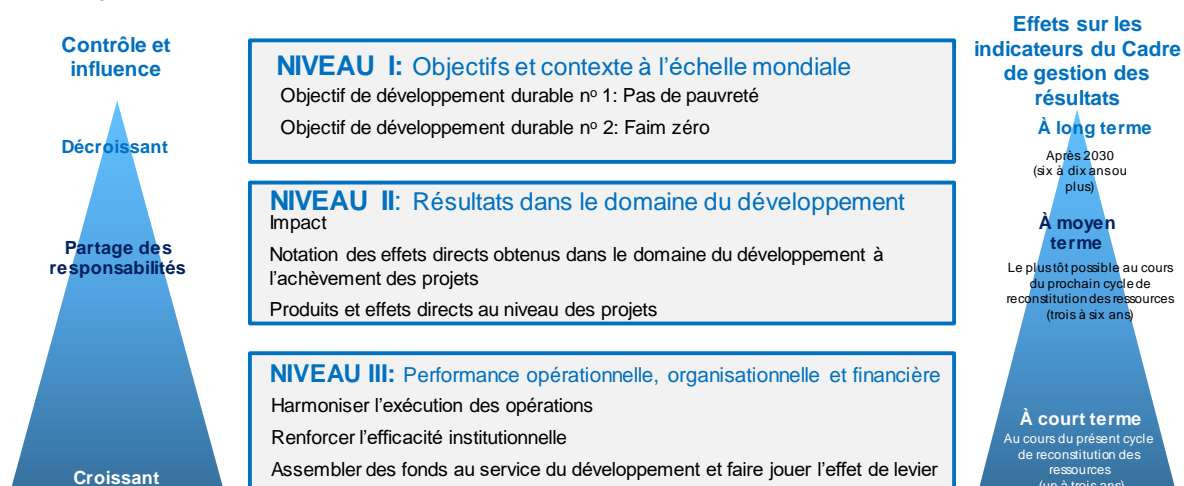 Contrôle et
influence
Décroissant
Partage des
responsabilités
Croissant
NIVEAU I: Objectifs et contexte à l'échelle mondiale
Objectif de développement durable nº 1: Pas de pauvreté
Objectif de développement durable nº 2: Faim zéro
NIVEAU II: Résultats dans le domaine du développement
Impact
Notation des effets directs obtenus dans le domaine du développement à
l'achèvement des projets
Produits et effets directs au niveau des projets
NIVEAU III: Performance opérationnelle, organisationnelle et financière
Harmoniser l'exécution des opérations
Renforcer l'efficacité institutionnelle
Assembler des fonds au service du développement et faire jouer l'effet de levier
Effets sur les
indicateurs du Cadre
de gestion des
résultats
À long terme
Après 2030
(six à dix ans ou
plus)
À moyen
terme
Le plus tôt possible au cours
du prochain cycle de
reconstitution des ressources
(trois à six ans)
À court terme
Au cours du présent cycle
de reconstitution des
ressources
(un à trois ans)